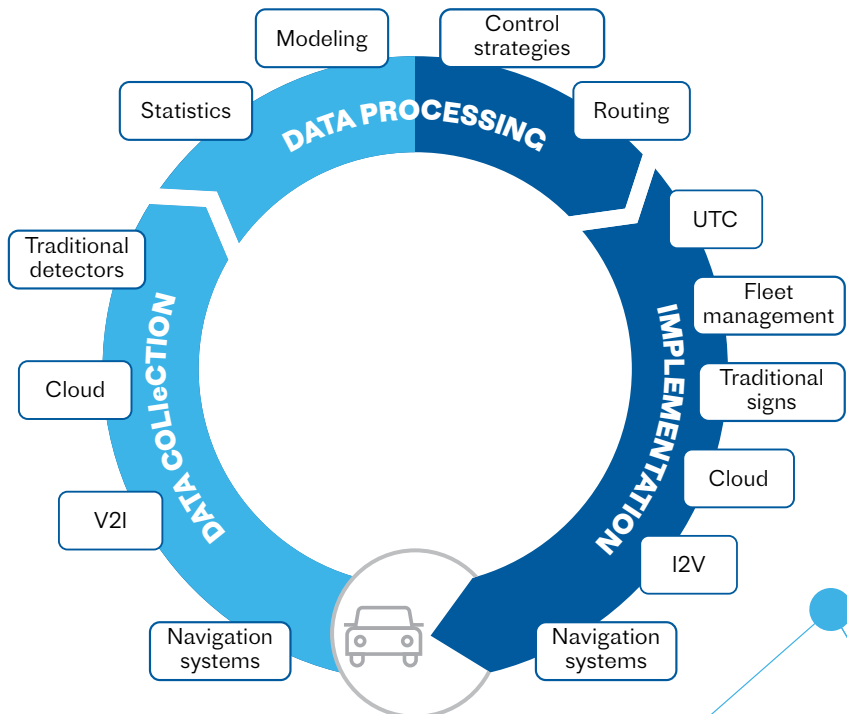 Modeling
Control
strategies
Statistics
DATA PROCESSING
Routing
UTC
Traditional
detectors
Fleet
management
DATA COLleCTION
IMPLEMENTATION
Cloud
Traditional
signs
Cloud
V2I
I2V
Navigation
systems
Navigation
systems